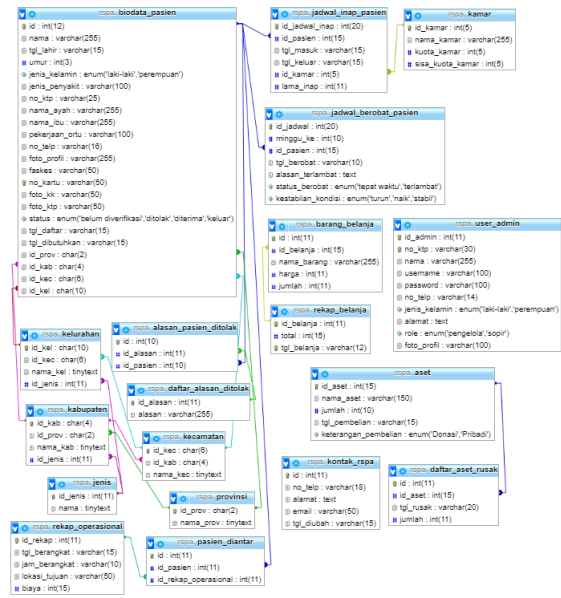 rspa biodata_pasien
id : int(12)
nama : varchar(255)
tgl_lahir : varchar(15)
umur : int(3)
jenis_kelamin : enum('laki-laki','perempuan')
jenis_penyakit : varchar(100)
no_ktp : varchar(25)
nama_ayah : varchar(255)
nama_ibu : varchar(255)
pekerjaan_ortu : varchar(100)
no_telp : varchar(16)
foto_profil : varchar(255)
faskes : varchar(50)
no_kartu : varchar(50)
foto_kk : varchar(50)
foto_ktp : varchar(50)
status : enum('belum diverifikasi','ditolak','diterima','keluar')
tgl_daftar : varchar(15)
tgl_dibutuhkan : varchar(15)
id_prov : char(2)
id_kab : char(4)
id_kec : char(6)
id_kel : char(10)
rspa jadwal_inap_pasien
id_jadwal_inap : int(20)
id_pasien : int(15)
tgl_masuk : varchar(15)
tgl_keluar : varchar(15)
id_kamar : int(5)
lama_inap : int(11)
rspa kamar
id_kamar : int(5)
nama_kamar : varchar(255)
kuota_kamar : int(5)
sisa_kuota_kamar : int(5)
rspa jadwal_berobat_pasien
id_jadwal : int(20)
minggu_ke : int(10)
id_pasien : int(15)
tgl_berobat : varchar(10)
alasan_terlambat : text
status_berobat : enum('tepat waktu','terlambat')
kestabilan_kondisi : enum('turun','naik','stabil')
rspa barang_belanja
id : int(11)
id_belanja : int(15)
nama_barang : varchar(255)
harga : int(11)
jumlah : int(11)
rspa user_admin
id_admin : int(11)
no_ktp : varchar(30)
nama : varchar(255)
username : varchar(100)
password : varchar(100)
no_telp : varchar(14)
jenis_kelamin : enum('laki-laki','perempuan')
alamat : text
role : enum('pengelola','sopir')
foto_profil : varchar(100)
rspa rekap_belanja
id_belanja : int(11)
total : int(15)
tgl_belanja : varchar(12)
rspa kelurahan
id_kel : char(10)
id_kec : char(6)
nama_kel : tinytext
id_jenis : int(11)
rspa alasan_pasien_ditolak
id : int(10)
id_alasan : int(11)
id_pasien : int(10)
rspa daftar_alasan_ditolak
id_alasan : int(11)
alasan : varchar(255)
rspa kabupaten
id_kab : char(4)
id_prov : char(2)
nama_kab : tinytext
id_jenis : int(11)
rspa kecamatan
id_kec : char(6)
id_kab : char(4)
nama_kec : tinytext
rspa jenis
id_jenis : int(11)
nama : tinytext
rspa provinsi
id_prov : char(2)
nama_prov : tinytext
rspa aset
id_aset : int(15)
nama_aset : varchar(150)
jumlah : int(10)
tgl_pembelian : varchar(15)
keterangan_pembelian : enum('Donasi','Pribadi')
rspa kontak_rspa
id : int(11)
no_telp : varchar(18)
alamat : text
email : varchar(50)
tgl_diubah : varchar(15)
rspa daftar_aset_rusak
id : int(11)
id_aset : int(15)
tgl_rusak : varchar(20)
jumlah : int(11)
rspa rekap_operasional
id_rekap : int(11)
tgl_berangkat : varchar(15)
jam_berangkat : varchar(10)
lokasi_tujuan : varchar(50)
biaya : int(15)
rspa pasien_diantar
id : int(11)
id_pasien : int(11)
id_rekap_operasional : int(11)